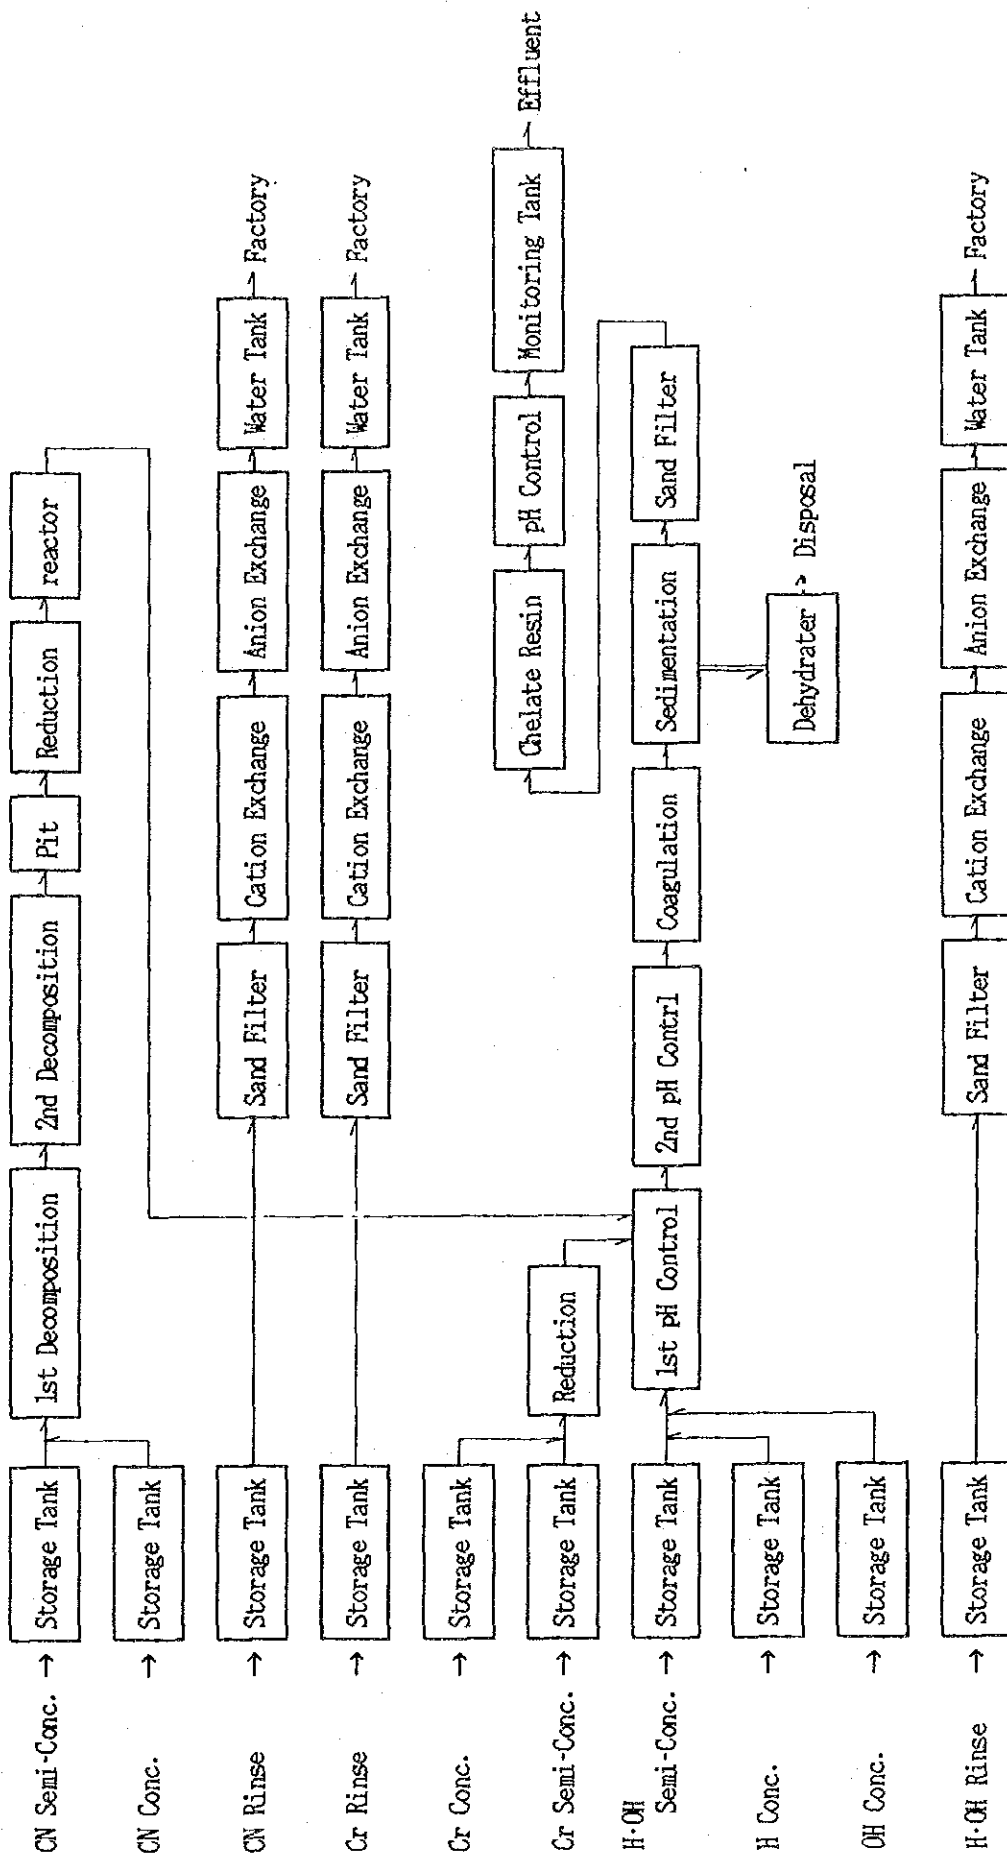 CN Semi-Conc. → Storage Tank 1st Decomposition 2nd Decomposition Pit Reduction reactor
CN Conc. → Storage Tank
CN Rinse → Storage Tank Sand Filter Cation Exchange Anion Exchange Water Tank Factory
Cr Rinse → Storage Tank Sand Filter Cation Exchange Anion Exchange Water Tank Factory
Cr Conc. → Storage Tank
Chelate Resin pH Control Monitoring Tank Effluent
Cr Semi-Conc. → Storage Tank Reduction
H·OH
Semi-Conc. → Storage Tank 1st pH Control 2nd pH Contrl Coagulation Sedimentation Sand Filter
H Conc. → Storage Tank
Dehydrater Disposal
OH Conc. → Storage Tank
H·OH Rinse → Storage Tank Sand Filter Cation Exchange Anion Exchange Water Tank Factory